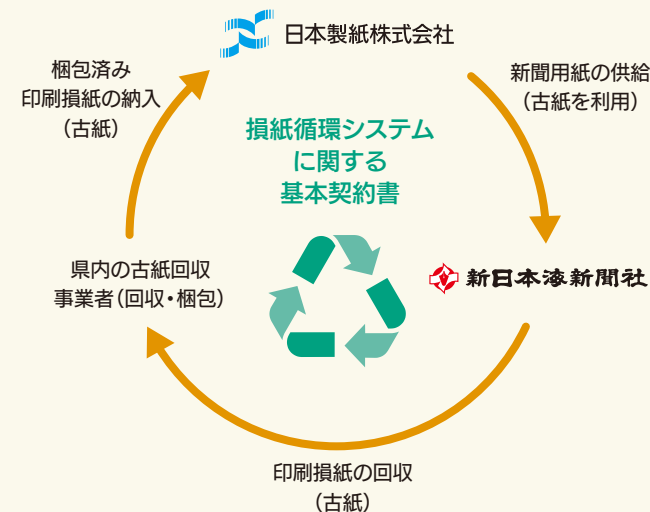 日本製紙株式会社
梱包済み
印刷損紙の納入
（古紙）
新聞用紙の供給
（古紙を利用）
損紙循環システム
に関する
基本契約書
県内の古紙回収
事業者（回収・梱包）
新日本海新聞社
印刷損紙の回収
（古紙）